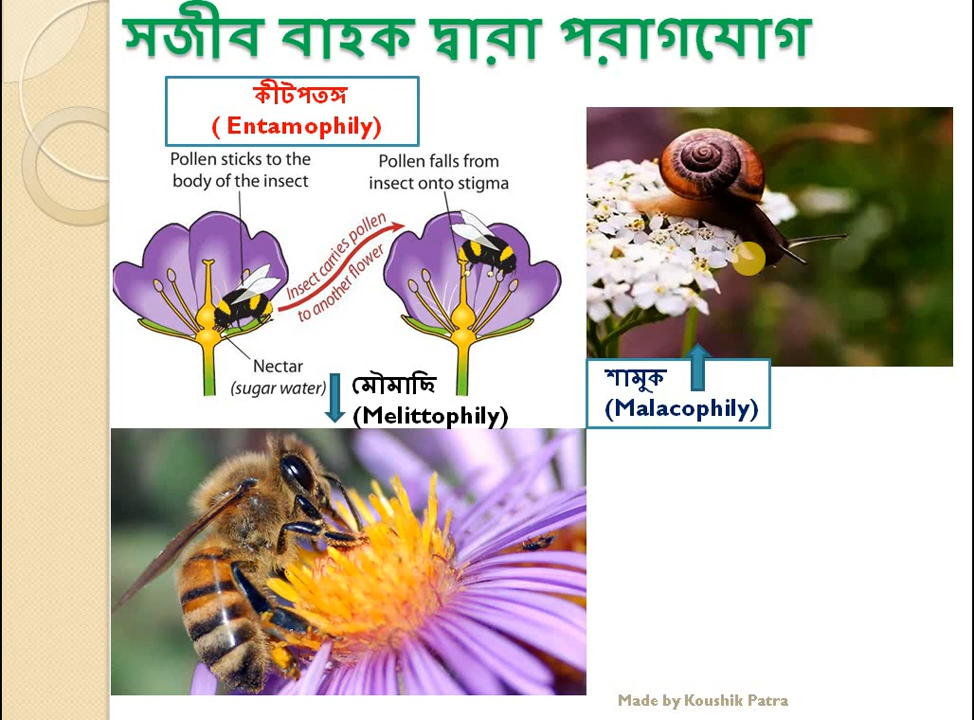 সজীব বাহক দ্বারা পরাগযোগ
কীটপতঙ্গ
( Entamophily)
Pollen sticks to the
body of the insect
Pollen falls from
insect onto stigma
Insect carries pollen
to another flower
Nectar
(sugar water)
মৌমাছি
(Melittophily)
শামুক
(Malacophily)
Made by Koushik Patra